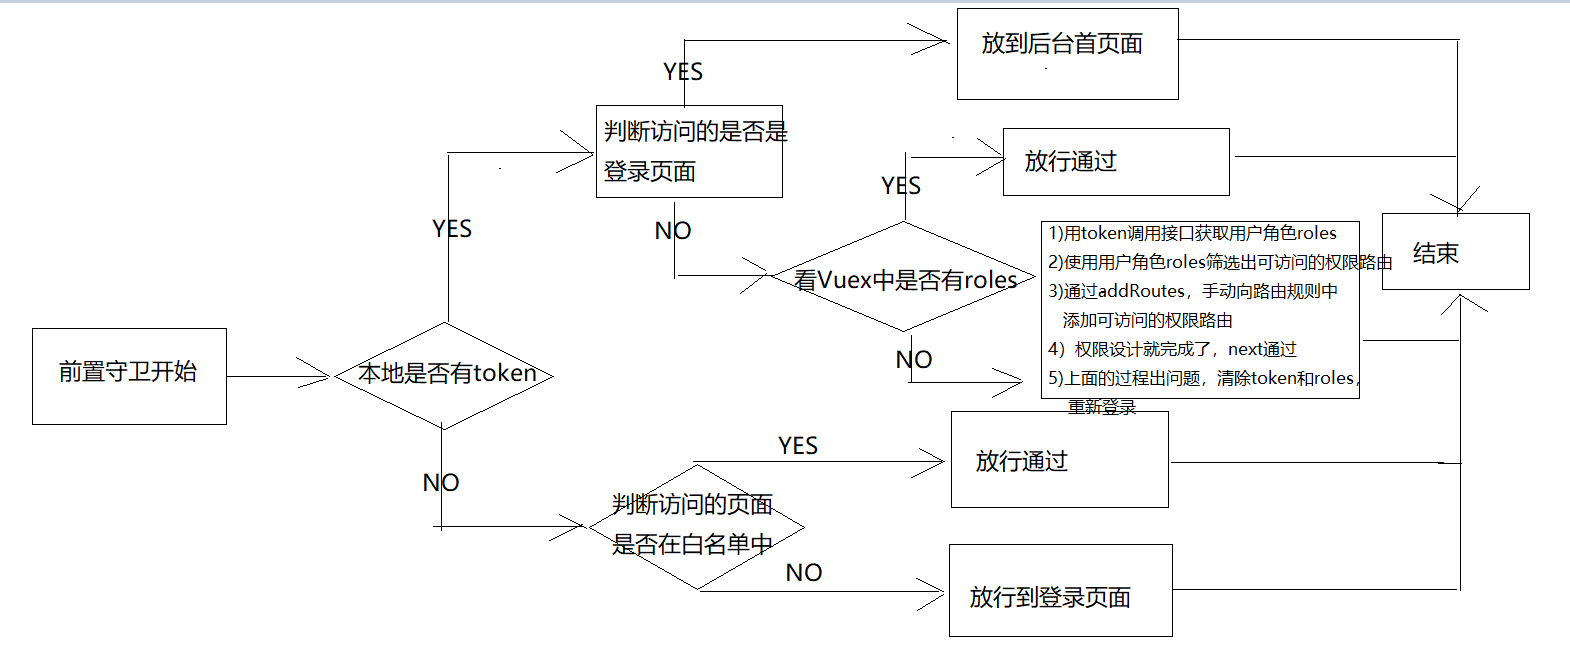 放到后台首页面
YES
判断访问的是否是
登录页面
放行通过
YES
YES
NO
1)用token调用接口获取用户角色roles
2)使用用户角色roles筛选出可访问的权限路由
3)通过addRoutes，手动向路由规则中
添加可访问的权限路由
4）权限设计就完成了，next通过
5)上面的过程出问题，清除token和roles，
重新登录
结束
看Vuex中是否有roles
NO
前置守卫开始
本地是否有token
YES
放行通过
NO
判断访问的页面
是否在白名单中
NO
放行到登录页面